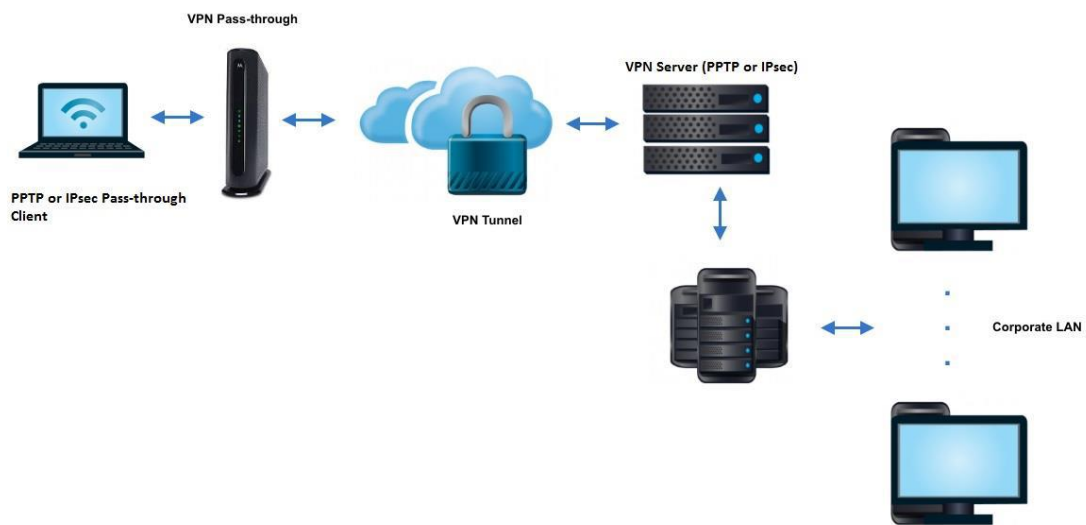 VPN Pass-through
VPN Server (PPTP or IPsec)
PPTP or IPsec Pass-through
Client
VPN Tunnel
Corporate LAN